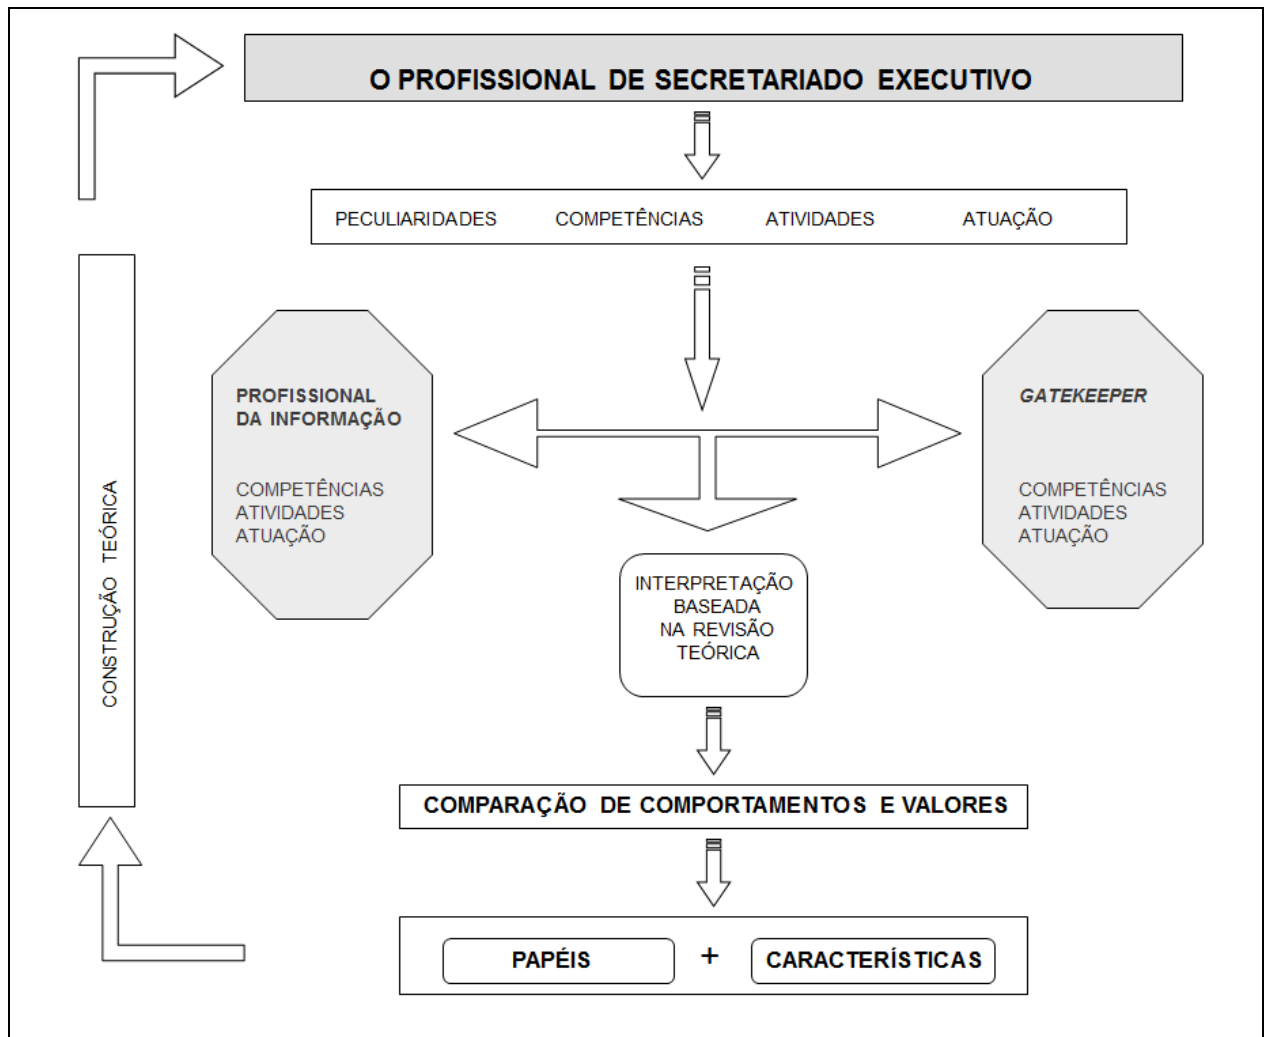 O PROFISSIONAL DE SECRETARIADO EXECUTIVO
PECULIARIDADES COMPETÊNCIAS ATIVIDADES ATUAÇÃO
CONSTRUÇÃO TEÓRICA
PROFISSIONAL
DA INFORMAÇÃO
COMPETÊNCIAS
ATIVIDADES
ATUAÇÃO
GATEKEEPER
COMPETÊNCIAS
ATIVIDADES
ATUAÇÃO
INTERPRETAÇÃO
BASEADA
NA REVISÃO
TEÓRICA
COMPARAÇÃO DE COMPORTAMENTOS E VALORES
PAPÉIS + CARACTERÍSTICAS